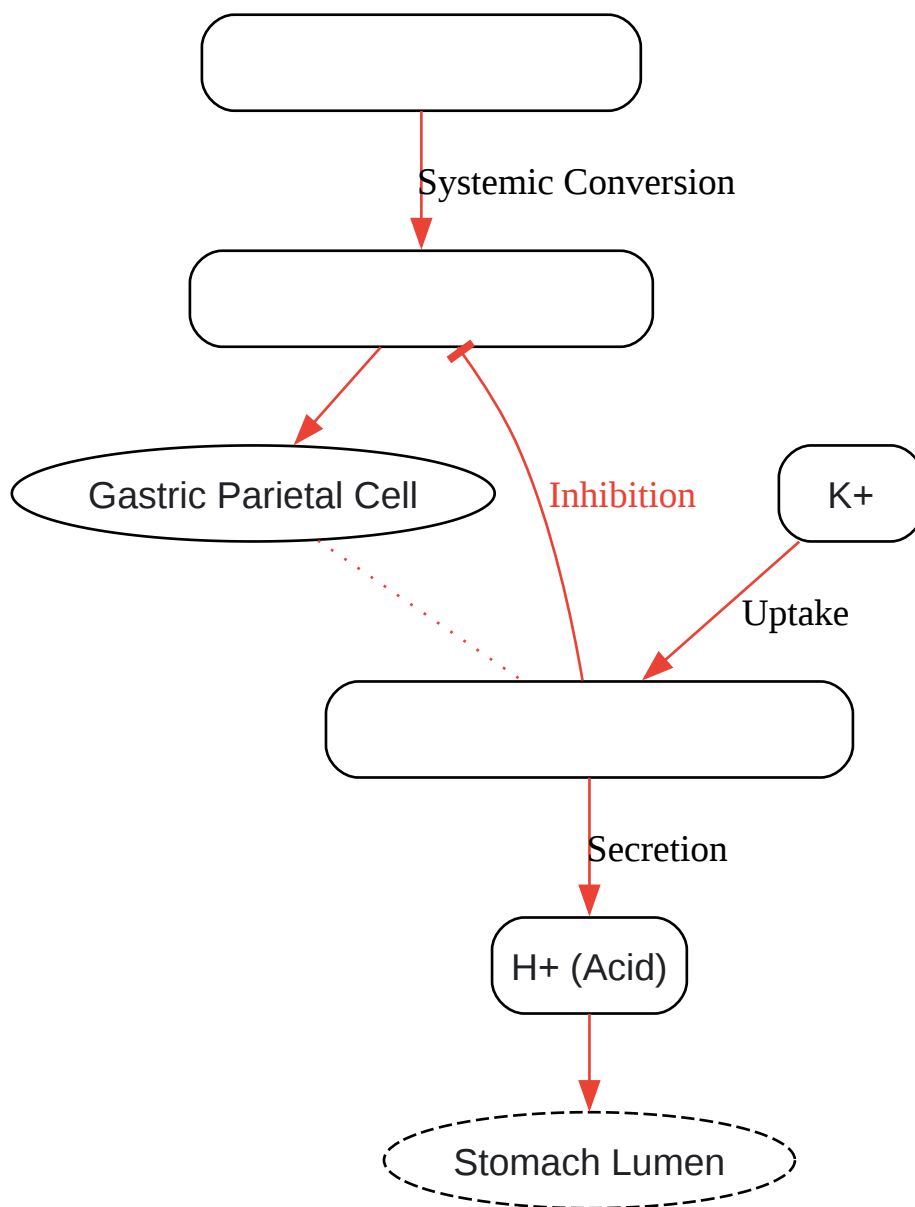 Systemic Conversion
Gastric Parietal Cell
Inhibition
K+
Uptake
Secretion
H+ (Acid)
Stomach Lumen